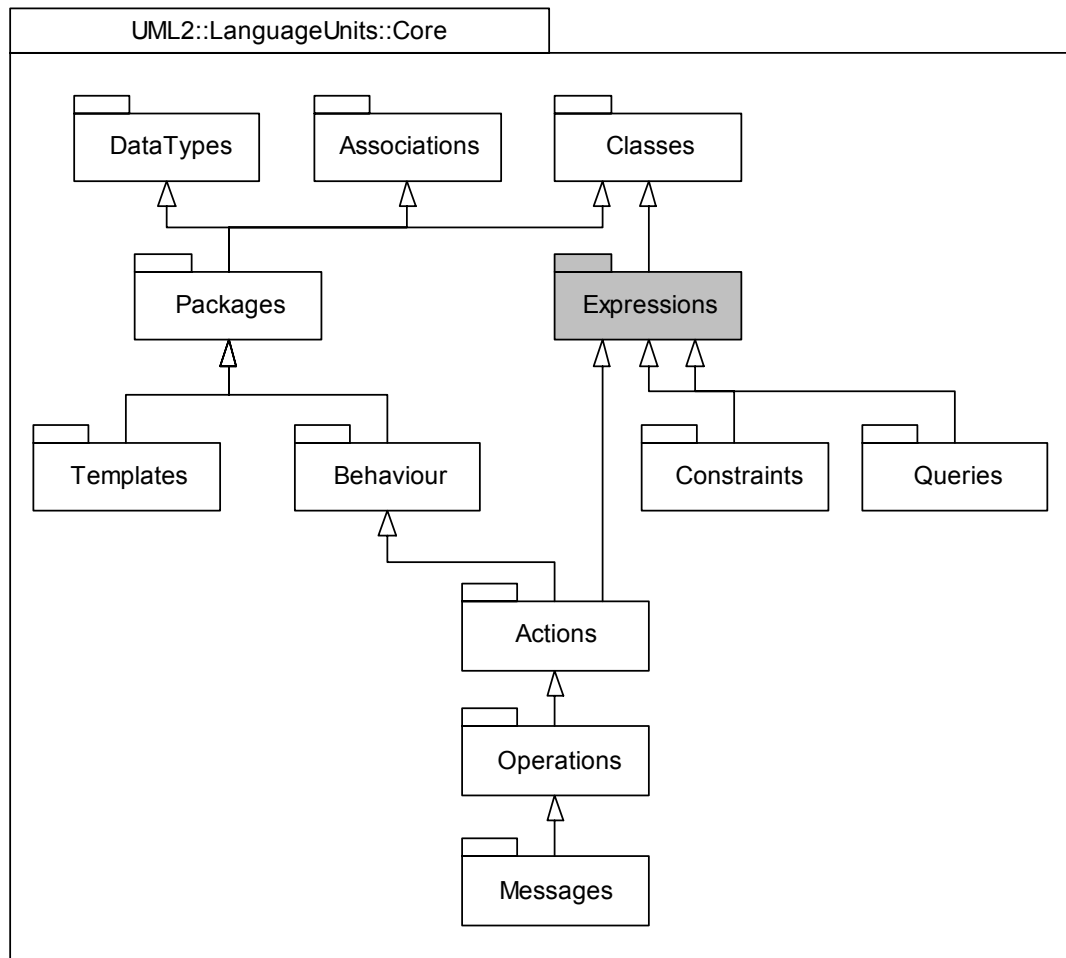 UML2::LanguageUnits::Core
DataTypes
Associations
Classes
Packages
Expressions
Templates
Behaviour
Constraints
Queries
Actions
Operations
Messages